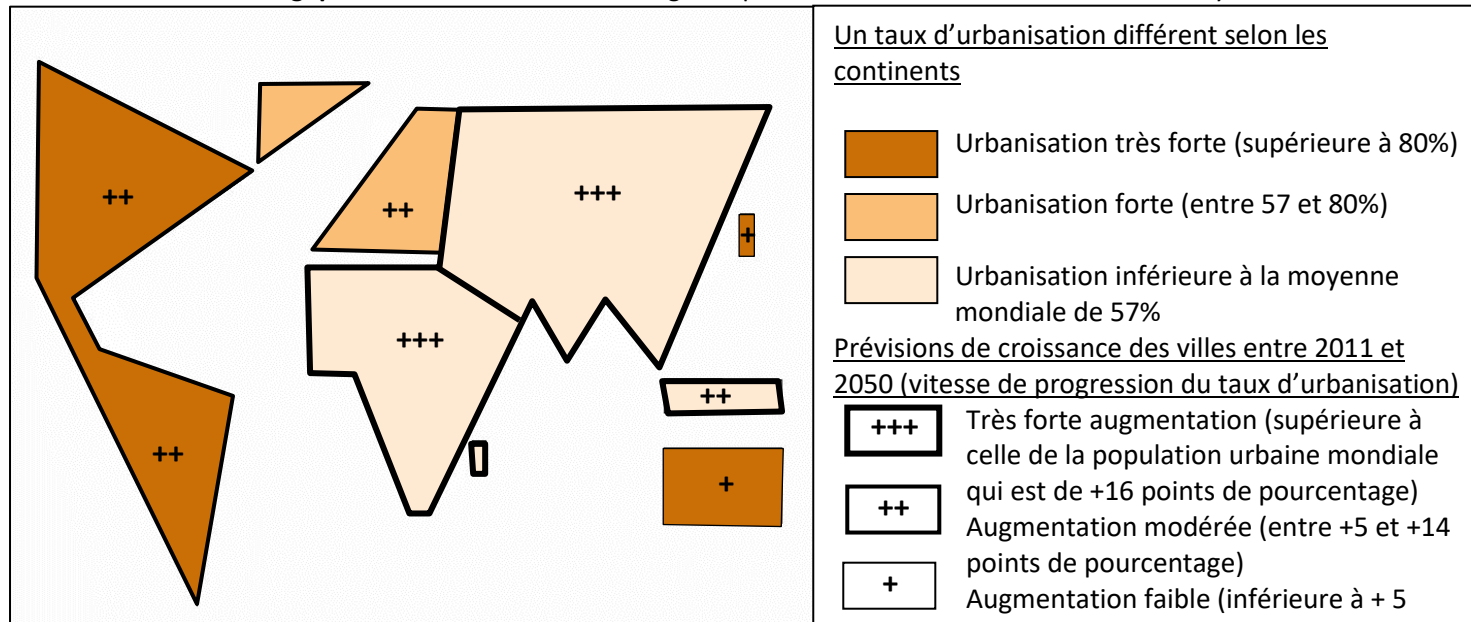 Un taux d'urbanisation différent selon les
continents
Urbanisation très forte (supérieure à 80%)
Urbanisation forte (entre 57 et 80%)
Urbanisation inférieure à la moyenne
mondiale de 57%
Prévisions de croissance des villes entre 2011 et
2050 (vitesse de progression du taux d'urbanisation)
+++
Très forte augmentation (supérieure à
celle de la population urbaine mondiale
qui est de +16 points de pourcentage)
++
Augmentation modérée (entre +5 et +14
points de pourcentage)
+
Augmentation faible (inférieure à + 5
++
++
+++
+
+++
++
++
+